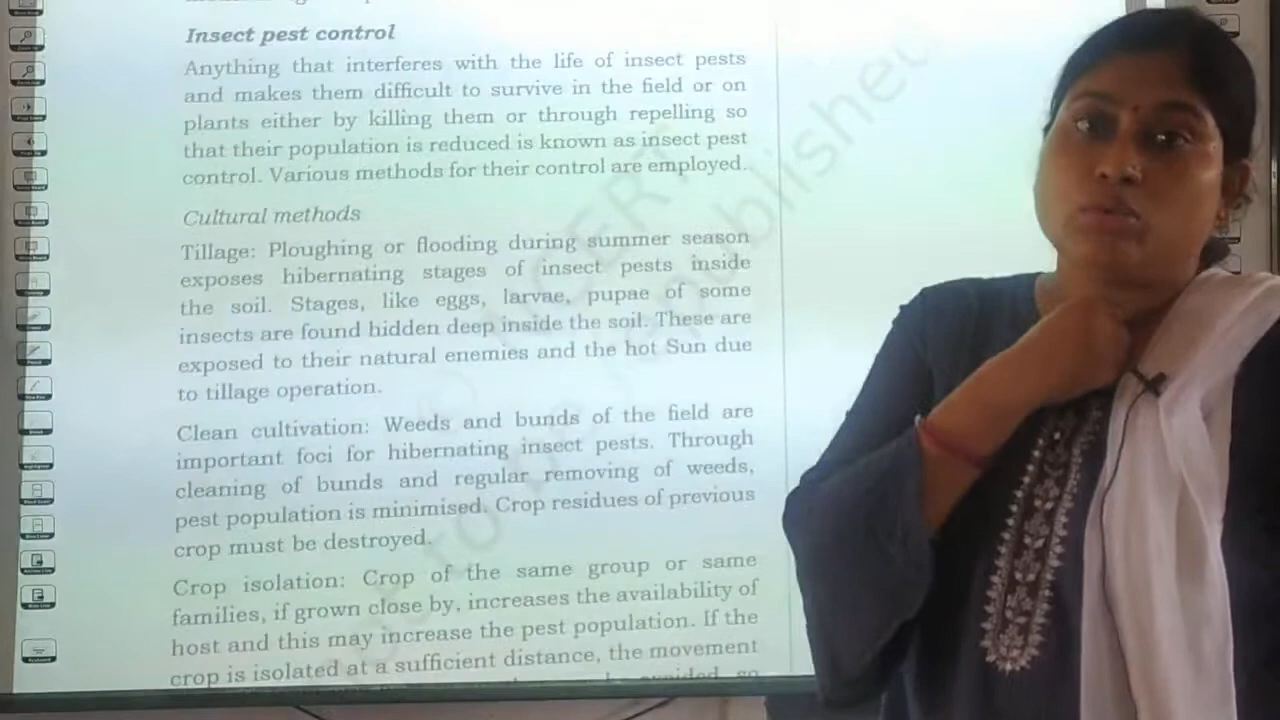 Insect pest control
Anything that interferes with the life of insect pests
and makes them difficult to survive in the field or on
plants either by killing them or through repelling so
that their population is reduced is known as insect pest
control. Various methods for their control are employed.
Cultural methods
Tillage: Ploughing or flooding during summer season
exposes hibernating stages of insect pests inside
the soil. Stages, like eggs, larvae, pupae of some
insects are found hidden deep inside the soil. These are
exposed to their natural enemies and the hot Sun due
to tillage operation.
Clean cultivation: Weeds and bunds of the field are
important foci for hibernating insect pests. Through
cleaning of bunds and regular removing of weeds,
pest population is minimised. Crop residues of previous
crop must be destroyed.
Crop isolation: Crop of the same group or same
families, if grown close by, increases the availability of
host and this may increase the pest population. If the
crop is isolated at a sufficient distance, the movement